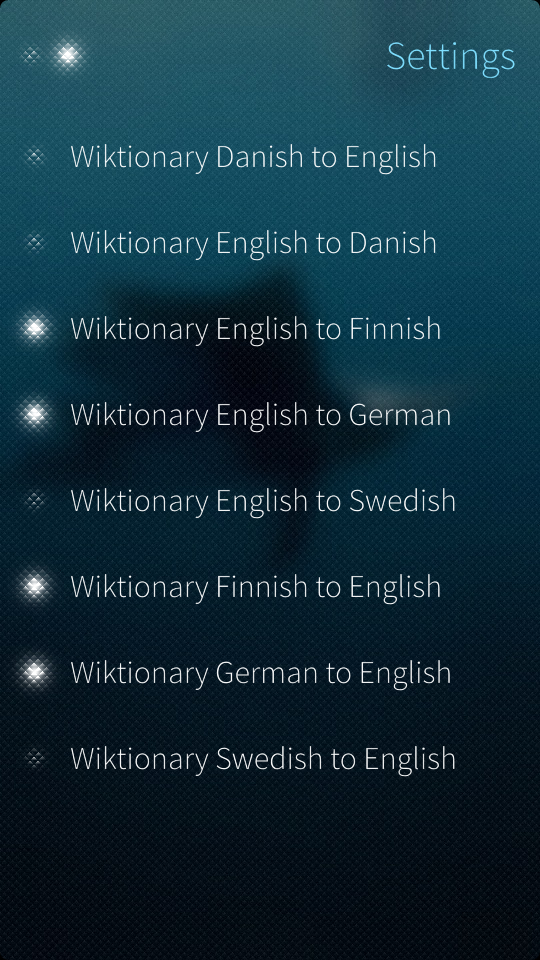 Settings
Wiktionary Danish to English
Wiktionary English to Danish
Wiktionary English to Finnish
Wiktionary English to German
Wiktionary English to Swedish
Wiktionary Finnish to English
Wiktionary German to English
Wiktionary Swedish to English